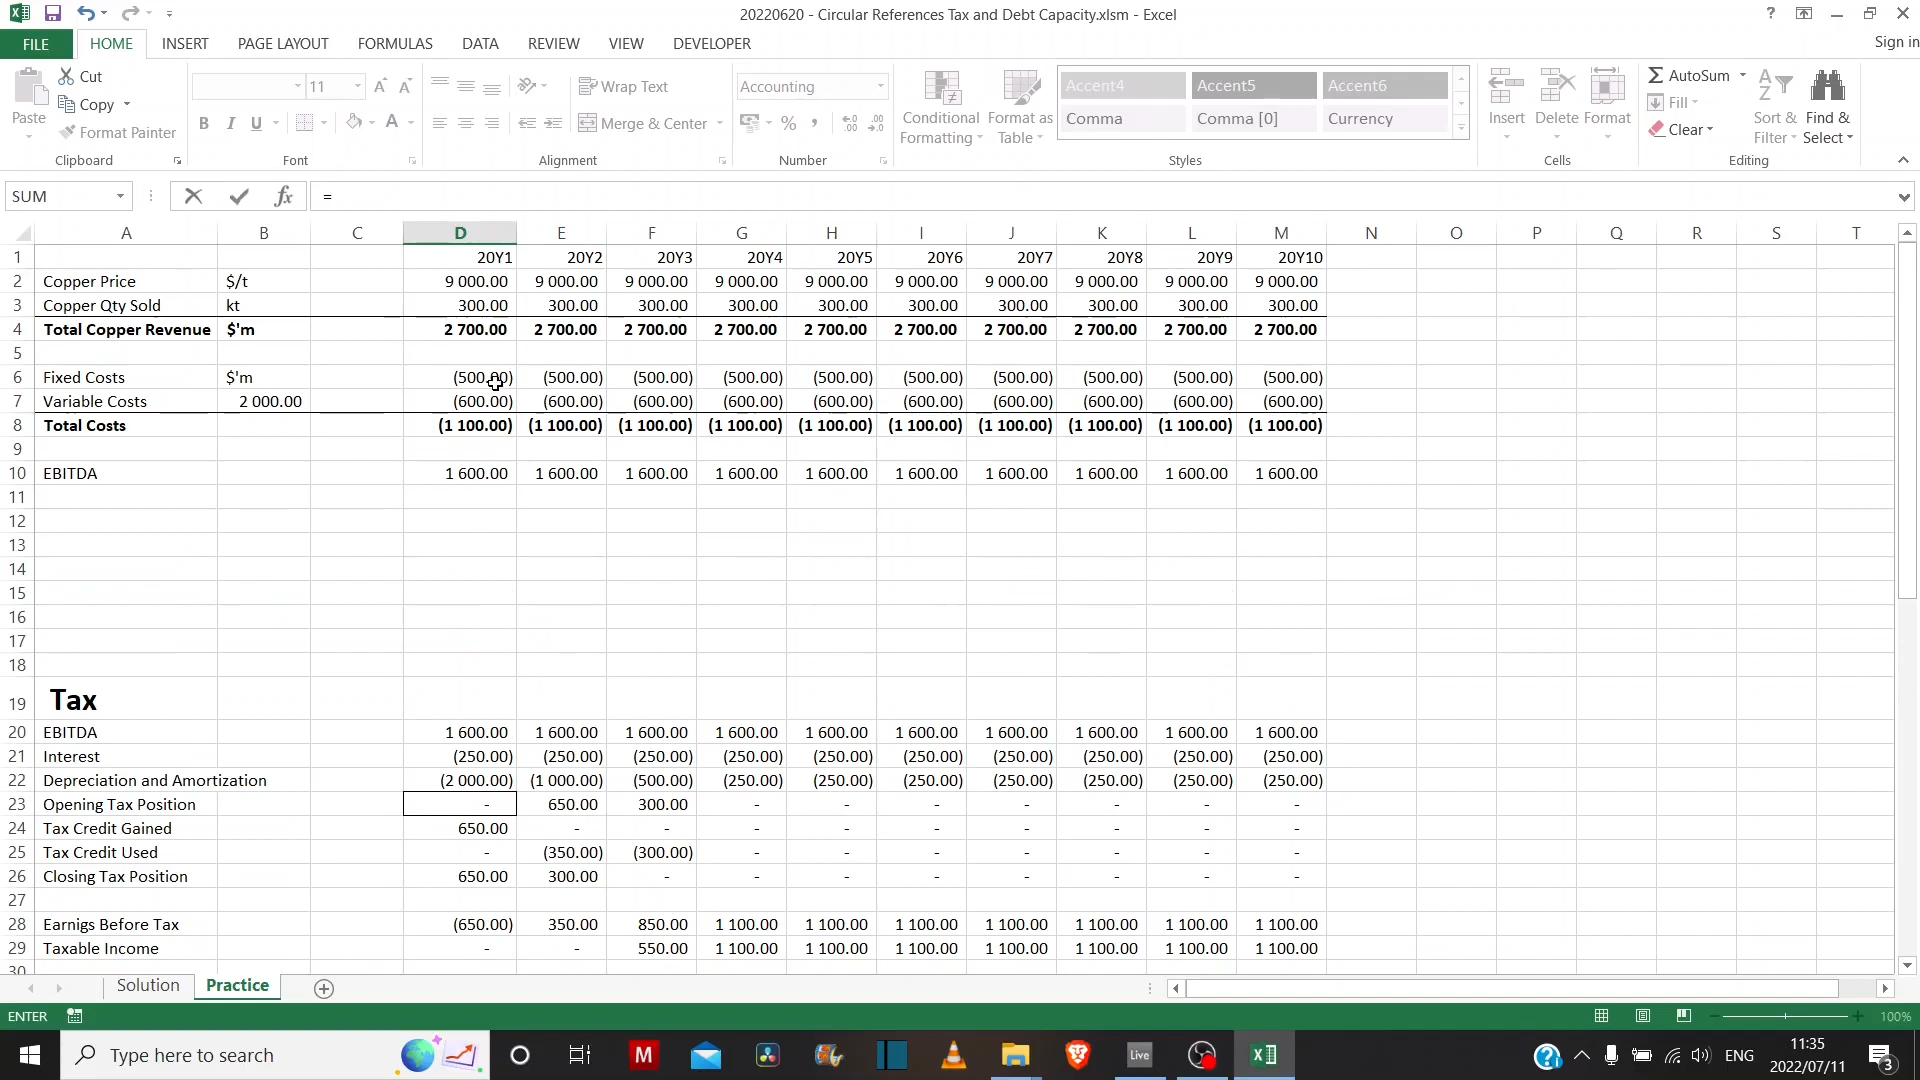 20220620 - Circular References Tax and Debt Capacity.xlsm - Excel
FILE HOME INSERT PAGE LAYOUT FORMULAS DATA REVIEW VIEW DEVELOPER Sign in
Paste
Cut
Copy
Format Painter
Clipboard
11
B I U A
Font
Wrap Text
Merge & Center
Alignment
Accounting
%
Number
Conditional Formatting
Format as Table
Accent4 Accent5 Accent6
Comma Comma [0] Currency
Styles
Insert Delete Format
Cells
AutoSum
Fill
Clear
Sort & Filter
Find & Select
Editing
SUM fx =
A B C D E F G H I J K L M N O P Q R S T
1 20Y1 20Y2 20Y3 20Y4 20Y5 20Y6 20Y7 20Y8 20Y9 20Y10
2 Copper Price $/t 9 000.00 9 000.00 9 000.00 9 000.00 9 000.00 9 000.00 9 000.00 9 000.00 9 000.00 9 000.00
3 Copper Qty Sold kt 300.00 300.00 300.00 300.00 300.00 300.00 300.00 300.00 300.00 300.00
4 Total Copper Revenue $'m 2 700.00 2 700.00 2 700.00 2 700.00 2 700.00 2 700.00 2 700.00 2 700.00 2 700.00 2 700.00
5
6 Fixed Costs $'m (500.00) (500.00) (500.00) (500.00) (500.00) (500.00) (500.00) (500.00) (500.00) (500.00)
7 Variable Costs 2 000.00 (600.00) (600.00) (600.00) (600.00) (600.00) (600.00) (600.00) (600.00) (600.00) (600.00)
8 Total Costs (1 100.00) (1 100.00) (1 100.00) (1 100.00) (1 100.00) (1 100.00) (1 100.00) (1 100.00) (1 100.00) (1 100.00)
9
10 EBITDA 1 600.00 1 600.00 1 600.00 1 600.00 1 600.00 1 600.00 1 600.00 1 600.00 1 600.00 1 600.00
11
12
13
14
15
16
17
18
19 Tax
20 EBITDA 1 600.00 1 600.00 1 600.00 1 600.00 1 600.00 1 600.00 1 600.00 1 600.00 1 600.00 1 600.00
21 Interest (250.00) (250.00) (250.00) (250.00) (250.00) (250.00) (250.00) (250.00) (250.00) (250.00)
22 Depreciation and Amortization (2 000.00) (1 000.00) (500.00) (250.00) (250.00) (250.00) (250.00) (250.00) (250.00) (250.00)
23 Opening Tax Position - 650.00 300.00 - - - - - - -
24 Tax Credit Gained 650.00 - - - - - - - - -
25 Tax Credit Used - (350.00) (300.00) - - - - - - -
26 Closing Tax Position 650.00 300.00 - - - - - - - -
27
28 Earnigs Before Tax (650.00) 350.00 850.00 1 100.00 1 100.00 1 100.00 1 100.00 1 100.00 1 100.00 1 100.00
29 Taxable Income - - 550.00 1 100.00 1 100.00 1 100.00 1 100.00 1 100.00 1 100.00 1 100.00
30
Solution Practice
ENTER 100%
Type here to search
M
Live
ENG
11:35
2022/07/11
3